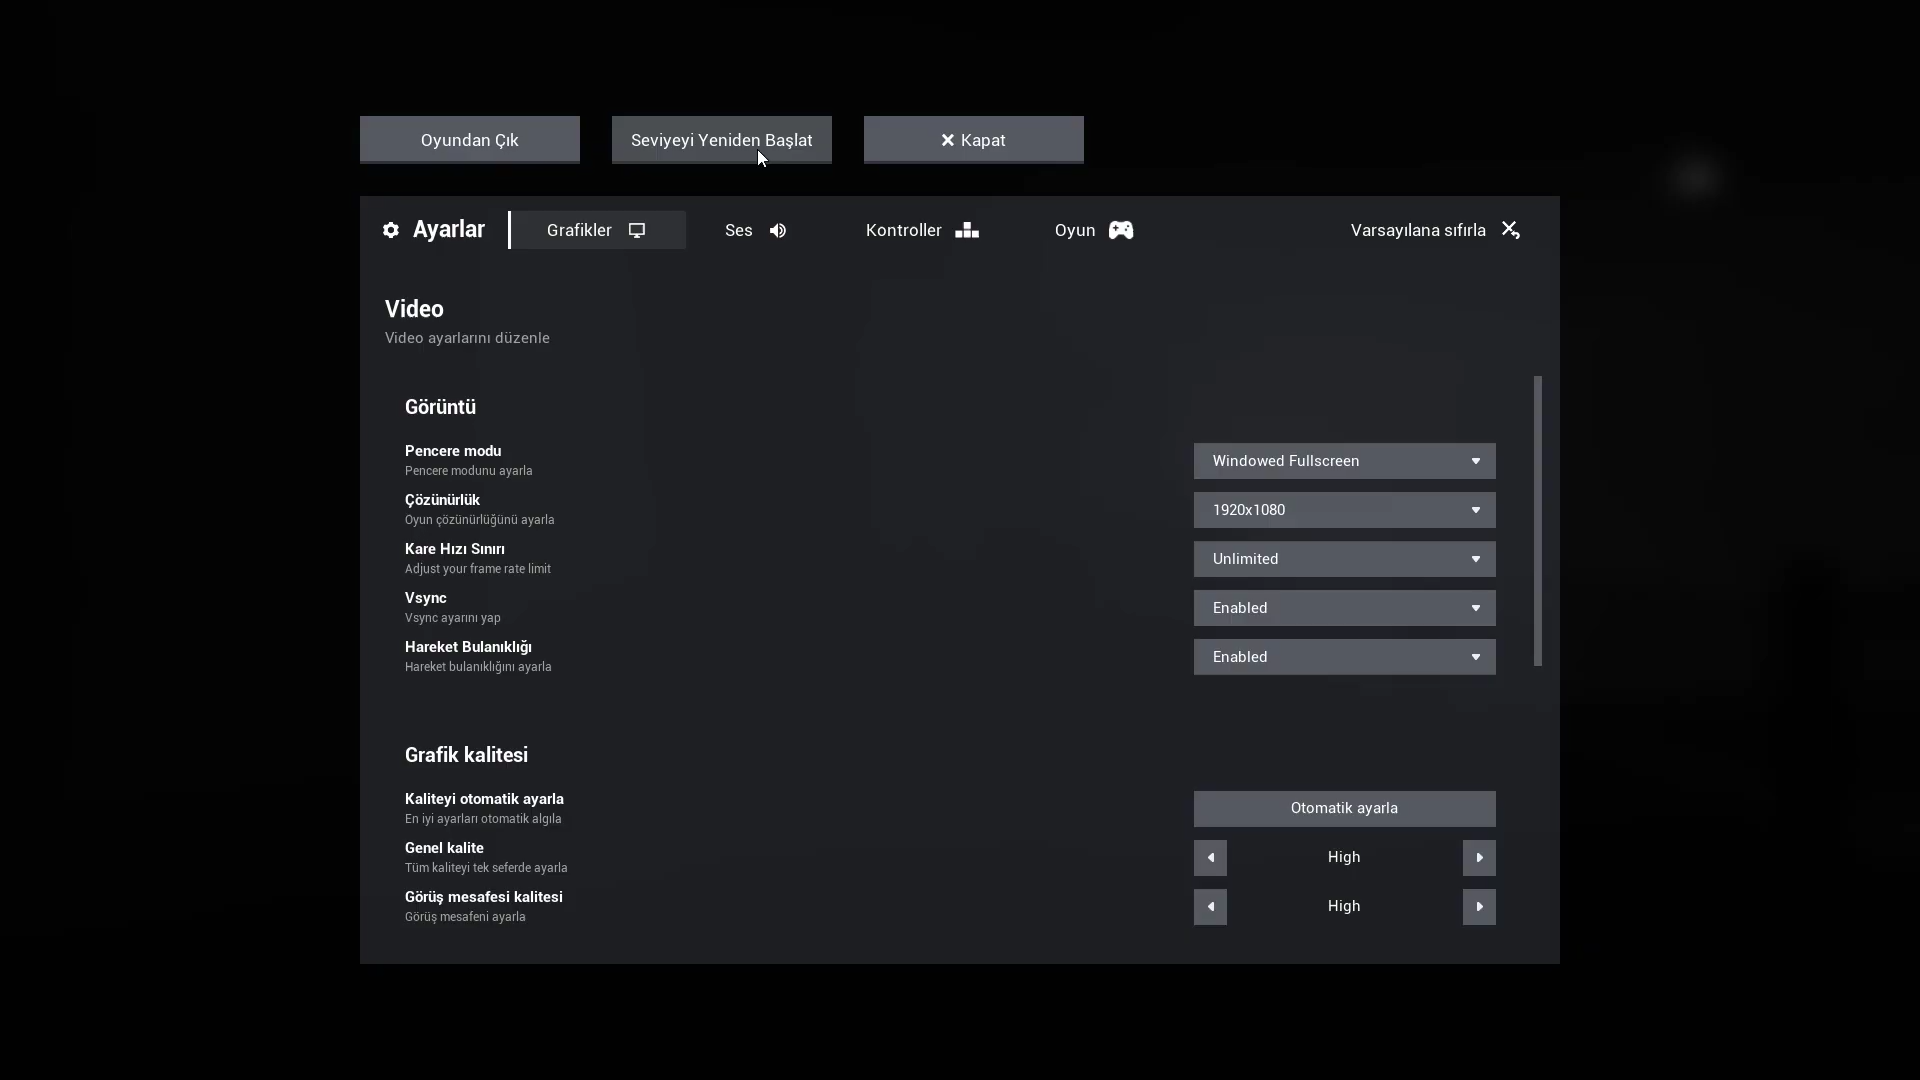 Oyundan Çık
Seviyeyi Yeniden Başlat
Kapat
Ayarlar
Grafikler
Ses
Kontroller
Oyun
Varsayılana sıfırla
Video
Video ayarlarını düzenle
Görüntü
Pencere modu
Pencere modunu ayarla
Windowed Fullscreen
Çözünürlük
Oyun çözünürlüğünü ayarla
1920x1080
Kare Hızı Sınırı
Adjust your frame rate limit
Unlimited
Vsync
Vsync ayarını yap
Enabled
Hareket Bulanıklığı
Hareket bulanıklığını ayarla
Enabled
Grafik kalitesi
Kaliteyi otomatik ayarla
En iyi ayarları otomatik algıla
Otomatik ayarla
Genel kalite
Tüm kaliteyi tek seferde ayarla
High
Görüş mesafesi kalitesi
Görüş mesafeni ayarla
High